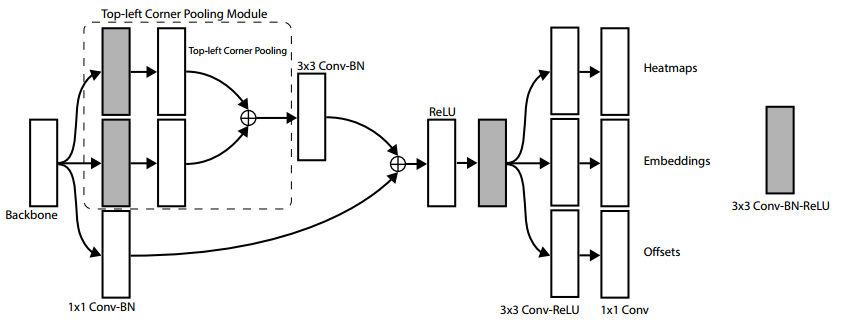 Top-left Corner Pooling Module
Top-left Corner Pooling
3x3 Conv-BN
Backbone
1x1 Conv-BN
ReLU
Heatmaps
Embeddings
Offsets
3x3 Conv-ReLU
1x1 Conv
3x3 Conv-BN-ReLU